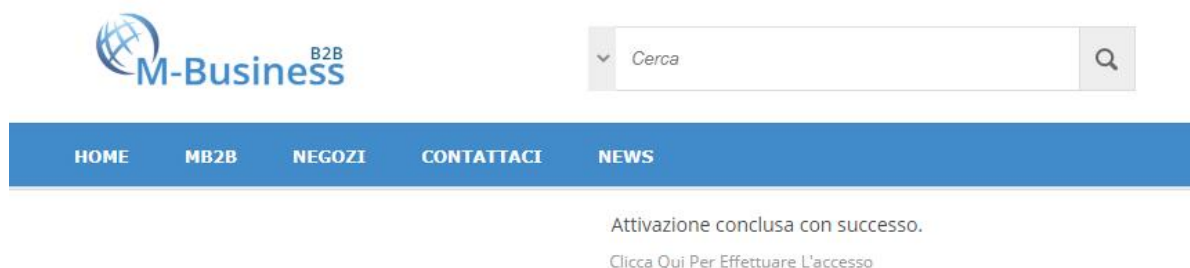 B2B
M-Business
Cerca
HOME MB2B NEGOZI CONTATTACI NEWS
Attivazione conclusa con successo.
Clicca Qui Per Effettuare L'accesso